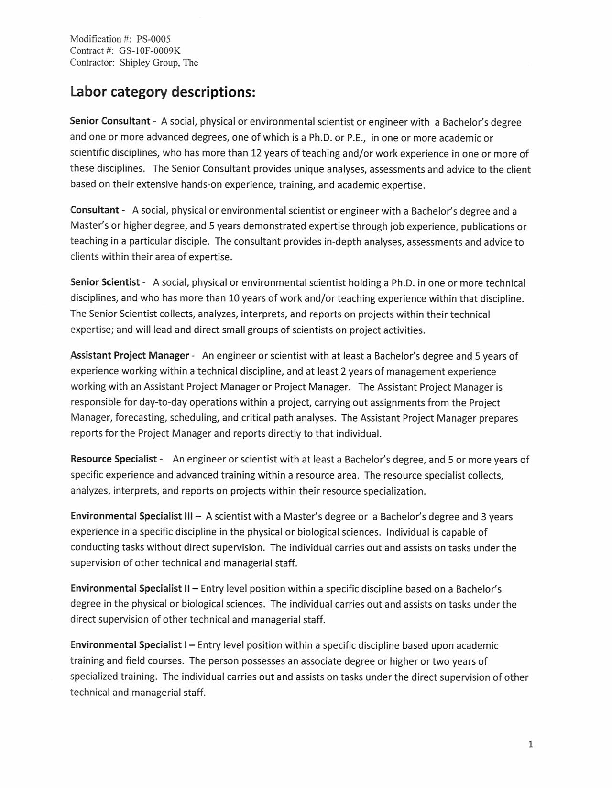 Modification #: PS-0005
Contract #: GS-10F-0009K
Contractor: Shipley Group, The
Labor category descriptions:
Senior Consultant - A social, physical or environmental scientist or engineer with a Bachelor's degree
and one or more advanced degrees, one of which is a Ph.D. or P.E., in one or more academic or
scientific disciplines, who has more than 12 years of teaching and/or work experience in one or more of
these disciplines. The Senior Consultant provides unique analyses, assessments and advice to the client
based on their extensive hands-on experience, training, and academic expertise.
Consultant - A social, physical or environmental scientist or engineer with a Bachelor's degree and a
Master's or higher degree, and 5 years demonstrated expertise through job experience, publications or
teaching in a particular disciple. The consultant provides in-depth analyses, assessments and advice to
clients within their area of expertise.
Senior Scientist - A social, physical or environmental scientist holding a Ph.D. in one or more technical
disciplines, and who has more than 10 years of work and/or teaching experience within that discipline.
The Senior Scientist collects, analyzes, interprets, and reports on projects within their technical
expertise; and will lead and direct small groups of scientists on project activities.
Assistant Project Manager - An engineer or scientist with at least a Bachelor's degree and 5 years of
experience working within a technical discipline, and at least 2 years of management experience
working with an Assistant Project Manager or Project Manager. The Assistant Project Manager is
responsible for day-to-day operations within a project, carrying out assignments from the Project
Manager, forecasting, scheduling, and critical path analyses. The Assistant Project Manager prepares
reports for the Project Manager and reports directly to that individual.
Resource Specialist - An engineer or scientist with at least a Bachelor's degree, and 5 or more years of
specific experience and advanced training within a resource area. The resource specialist collects,
analyzes, interprets, and reports on projects within their resource specialization.
Environmental Specialist III – A scientist with a Master's degree or a Bachelor's degree and 3 years
experience in a specific discipline in the physical or biological sciences. Individual is capable of
conducting tasks without direct supervision. The individual carries out and assists on tasks under the
supervision of other technical and managerial staff.
Environmental Specialist II – Entry level position within a specific discipline based on a Bachelor's
degree in the physical or biological sciences. The individual carries out and assists on tasks under the
direct supervision of other technical and managerial staff.
Environmental Specialist I – Entry level position within a specific discipline based upon academic
training and field courses. The person possesses an associate degree or higher or two years of
specialized training. The individual carries out and assists on tasks under the direct supervision of other
technical and managerial staff.
1